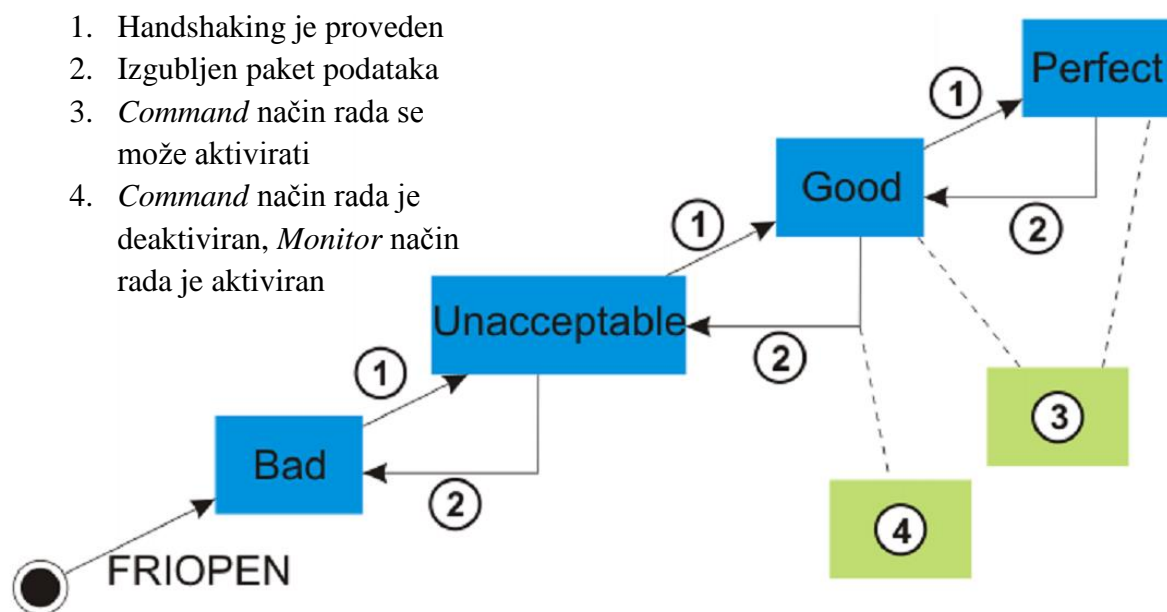 1. Handshaking je proveden
2. Izgubljen paket podataka
3. Command način rada se
može aktivirati
4. Command način rada je
deaktiviran, Monitor način
rada je aktiviran
Perfect
1
Good
2
1
Unacceptable
2
1
3
Bad
2
4
FRIOPEN